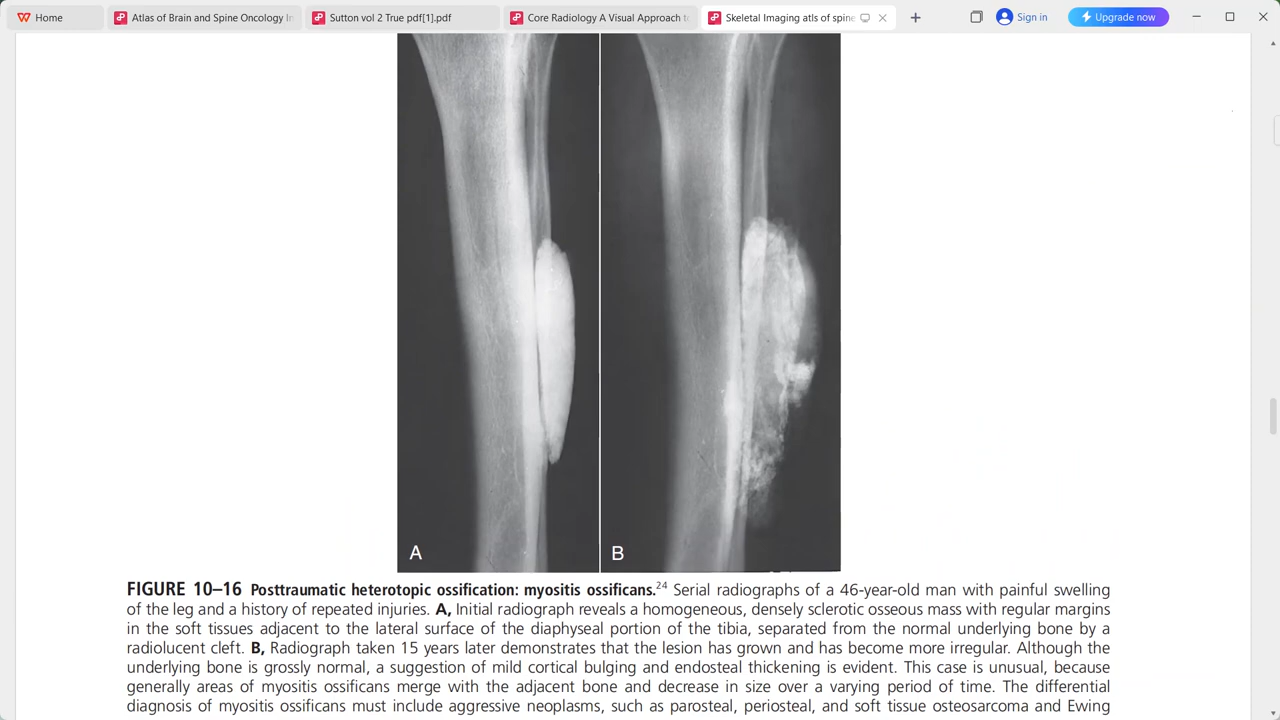 Home
Atlas of Brain and Spine Oncology I
Sutton vol 2 True pdf[1].pdf
Core Radiology A Visual Approach to
Skeletal Imaging atls of spine
Sign in
Upgrade now
A
B
FIGURE 10–16 Posttraumatic heterotopic ossification: myositis ossificans.24 Serial radiographs of a 46-year-old man with painful swelling
of the leg and a history of repeated injuries. A, Initial radiograph reveals a homogeneous, densely sclerotic osseous mass with regular margins
in the soft tissues adjacent to the lateral surface of the diaphyseal portion of the tibia, separated from the normal underlying bone by a
radiolucent cleft. B, Radiograph taken 15 years later demonstrates that the lesion has grown and has become more irregular. Although the
underlying bone is grossly normal, a suggestion of mild cortical bulging and endosteal thickening is evident. This case is unusual, because
generally areas of myositis ossificans merge with the adjacent bone and decrease in size over a varying period of time. The differential
diagnosis of myositis ossificans must include aggressive neoplasms, such as parosteal, periosteal, and soft tissue osteosarcoma and Ewing